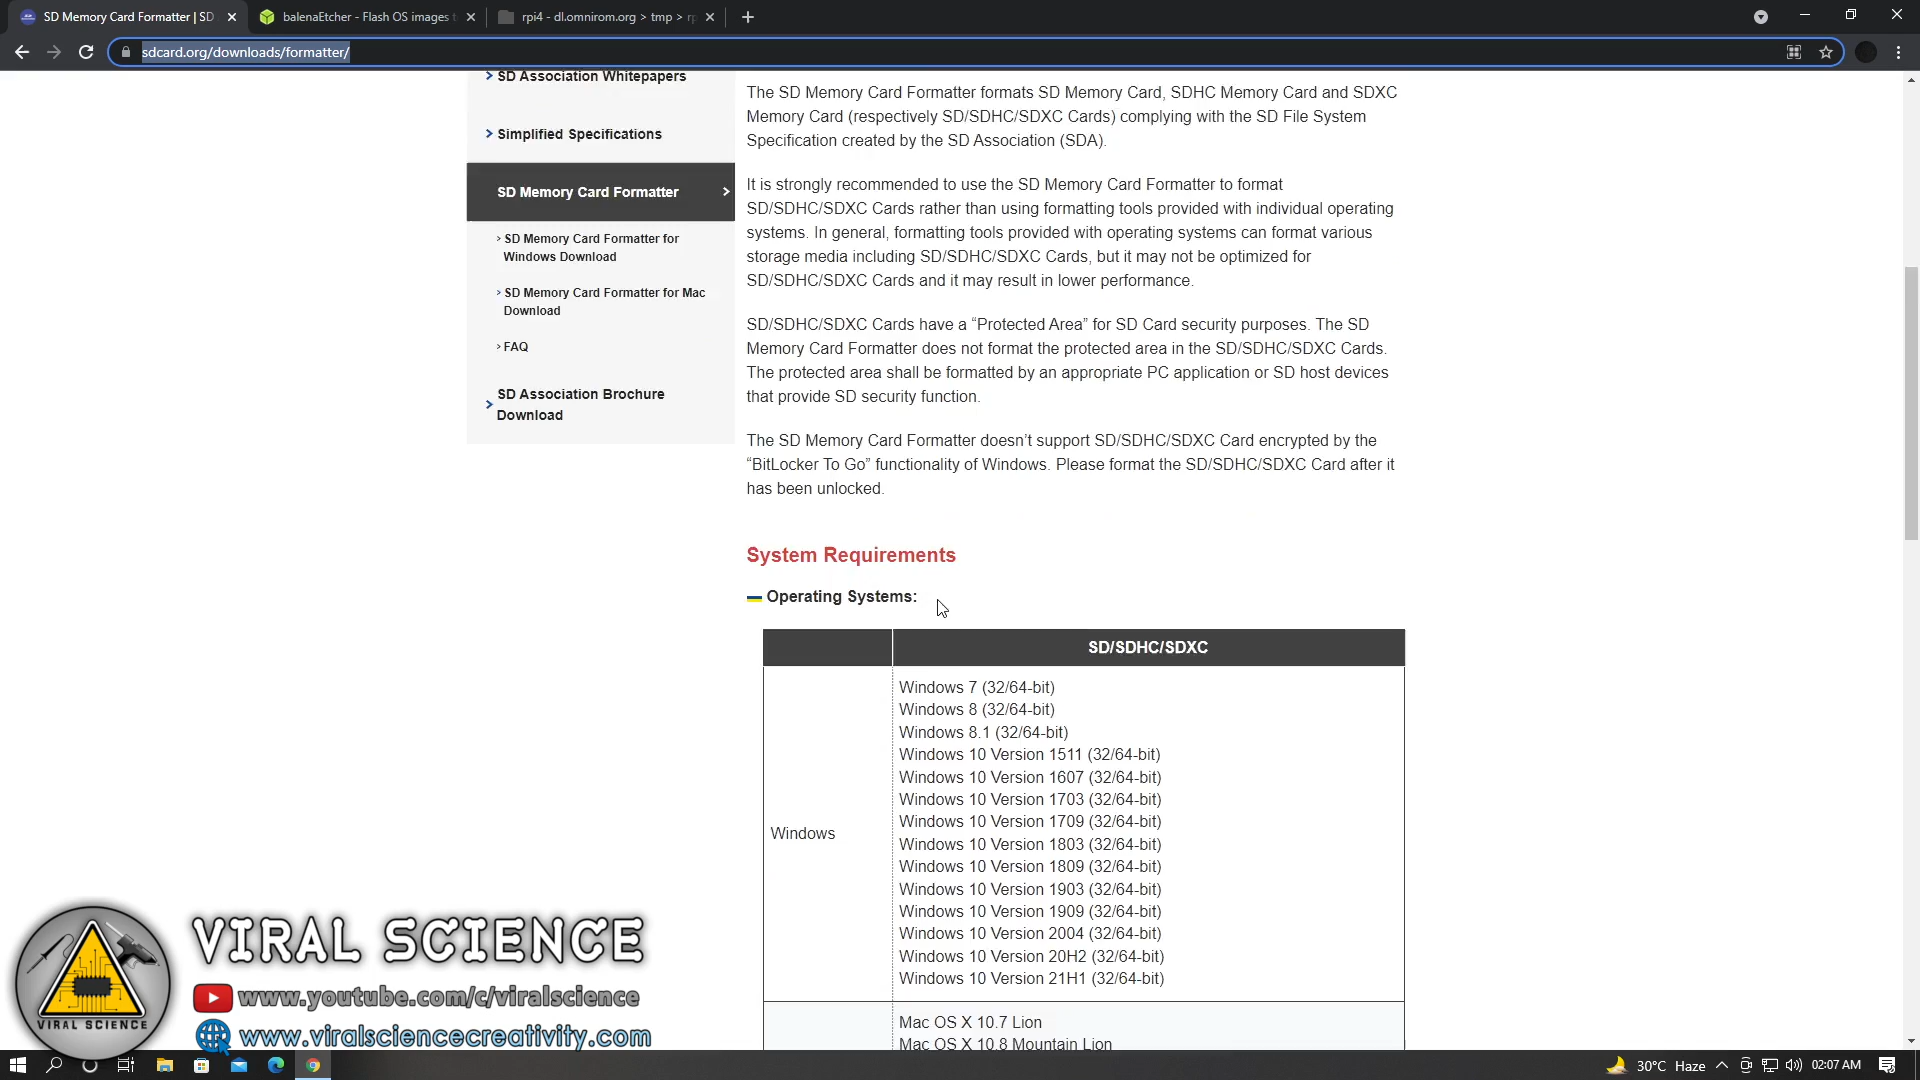 SD Memory Card Formatter | SD
balenaEtcher - Flash OS images t
rpi4 - dl.omnirom.org > tmp > rp
sdcard.org/downloads/formatter/
SD Association Whitepapers
Simplified Specifications
SD Memory Card Formatter
SD Memory Card Formatter for
Windows Download
SD Memory Card Formatter for Mac
Download
FAQ
SD Association Brochure
Download
The SD Memory Card Formatter formats SD Memory Card, SDHC Memory Card and SDXC
Memory Card (respectively SD/SDHC/SDXC Cards) complying with the SD File System
Specification created by the SD Association (SDA).
It is strongly recommended to use the SD Memory Card Formatter to format
SD/SDHC/SDXC Cards rather than using formatting tools provided with individual operating
systems. In general, formatting tools provided with operating systems can format various
storage media including SD/SDHC/SDXC Cards, but it may not be optimized for
SD/SDHC/SDXC Cards and it may result in lower performance.
SD/SDHC/SDXC Cards have a “Protected Area” for SD Card security purposes. The SD
Memory Card Formatter does not format the protected area in the SD/SDHC/SDXC Cards.
The protected area shall be formatted by an appropriate PC application or SD host devices
that provide SD security function.
The SD Memory Card Formatter doesn’t support SD/SDHC/SDXC Card encrypted by the
“BitLocker To Go” functionality of Windows. Please format the SD/SDHC/SDXC Card after it
has been unlocked.
System Requirements
Operating Systems:
SD/SDHC/SDXC
Windows
Windows 7 (32/64-bit)
Windows 8 (32/64-bit)
Windows 8.1 (32/64-bit)
Windows 10 Version 1511 (32/64-bit)
Windows 10 Version 1607 (32/64-bit)
Windows 10 Version 1703 (32/64-bit)
Windows 10 Version 1709 (32/64-bit)
Windows 10 Version 1803 (32/64-bit)
Windows 10 Version 1809 (32/64-bit)
Windows 10 Version 1903 (32/64-bit)
Windows 10 Version 1909 (32/64-bit)
Windows 10 Version 2004 (32/64-bit)
Windows 10 Version 20H2 (32/64-bit)
Windows 10 Version 21H1 (32/64-bit)
Mac OS X 10.7 Lion
Mac OS X 10.8 Mountain Lion
VIRAL SCIENCE
VIRAL SCIENCE
www.youtube.com/c/viralscience
www.viralsciencecreativity.com
30°C Haze
02:07 AM